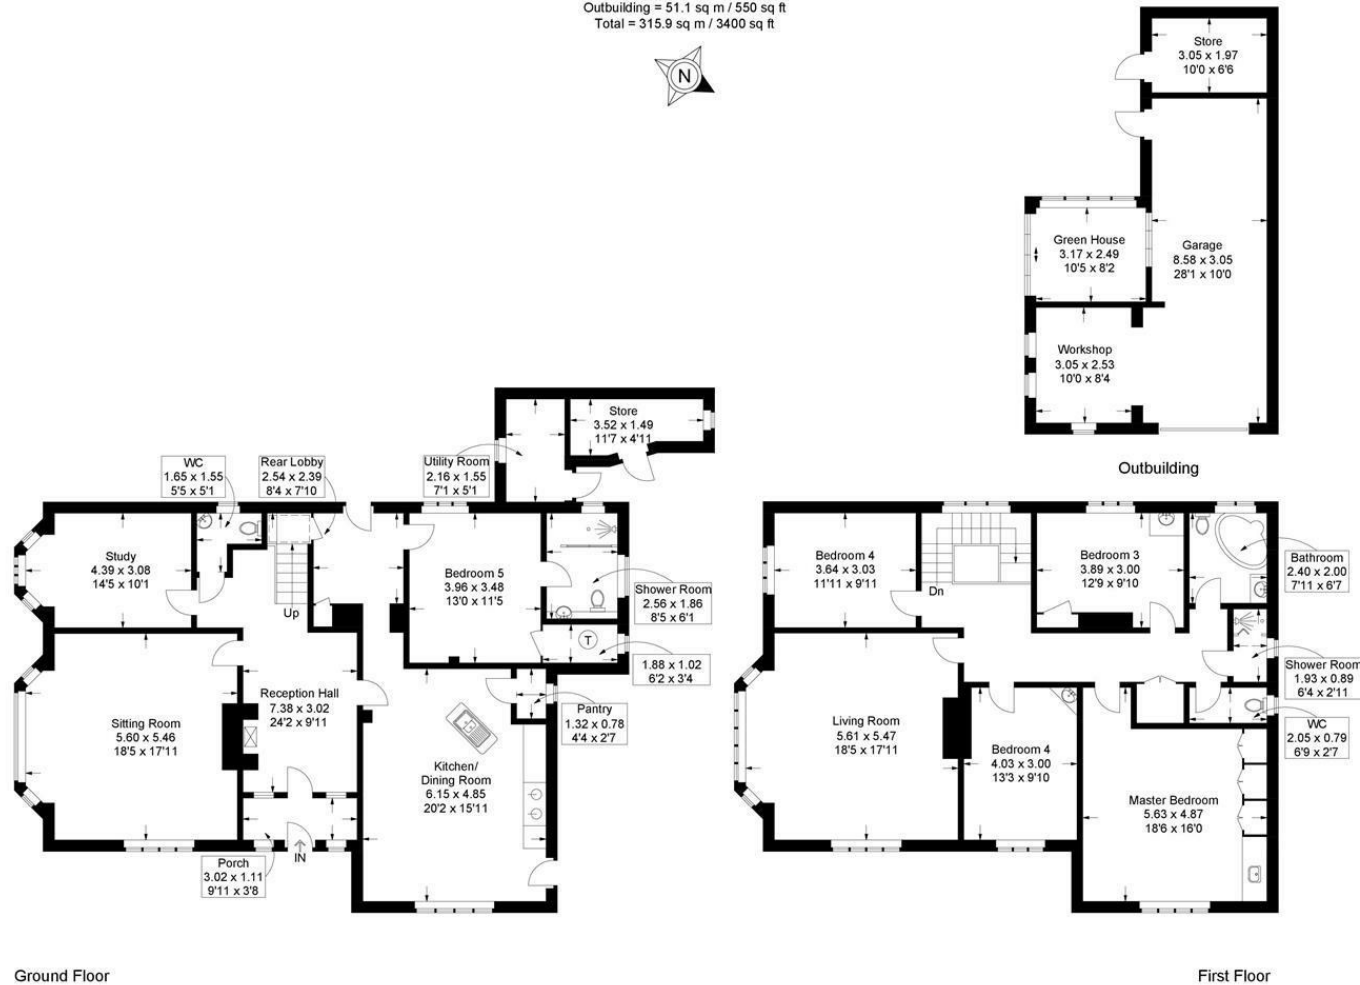 Outbuilding = 51.1 sq m / 550 sq ft
Total = 315.9 sq m / 3400 sq ft
N
Store
3.05 x 1.97
10'0 x 6'6
Green House
3.17 x 2.49
10'5 x 8'2
Garage
8.58 x 3.05
28'1 x 10'0
Workshop
3.05 x 2.53
10'0 x 8'4
Outbuilding
Store
3.52 x 1.49
11'7 x 4'11
WC
1.65 x 1.55
5'5 x 5'1
Rear Lobby
2.54 x 2.39
8'4 x 7'10
Utility Room
2.16 x 1.55
7'1 x 5'1
Study
4.39 x 3.08
14'5 x 10'1
Up
Bedroom 5
3.96 x 3.48
13'0 x 11'5
Shower Room
2.56 x 1.86
8'5 x 6'1
T
1.88 x 1.02
6'2 x 3'4
Sitting Room
5.60 x 5.46
18'5 x 17'11
Reception Hall
7.38 x 3.02
24'2 x 9'11
Pantry
1.32 x 0.78
4'4 x 2'7
Kitchen/
Dining Room
6.15 x 4.85
20'2 x 15'11
Porch
3.02 x 1.11
9'11 x 3'8
IN
Ground Floor
Bedroom 4
3.64 x 3.03
11'11 x 9'11
Dn
Bedroom 3
3.89 x 3.00
12'9 x 9'10
Bathroom
2.40 x 2.00
7'11 x 6'7
Shower Room
1.93 x 0.89
6'4 x 2'11
WC
2.05 x 0.79
6'9 x 2'7
Living Room
5.61 x 5.47
18'5 x 17'11
Bedroom 4
4.03 x 3.00
13'3 x 9'10
Master Bedroom
5.63 x 4.87
18'6 x 16'0
First Floor